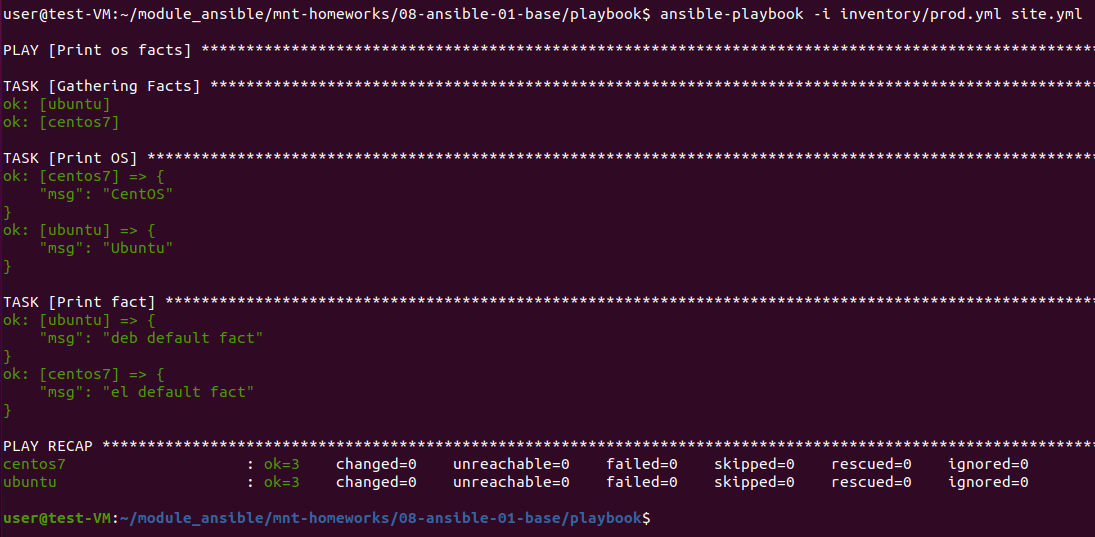 user@test-VM:~/module_ansible/mnt-homeworks/08-ansible-01-base/playbook$ ansible-playbook -i inventory/prod.yml site.yml
PLAY [Print os facts] ****************************************************************************************************
TASK [Gathering Facts] ***************************************************************************************************
ok: [ubuntu]
ok: [centos7]
TASK [Print OS] **********************************************************************************************************
ok: [centos7] => {
    "msg": "CentOS"
}
ok: [ubuntu] => {
    "msg": "Ubuntu"
}
TASK [Print fact] ********************************************************************************************************
ok: [ubuntu] => {
    "msg": "deb default fact"
}
ok: [centos7] => {
    "msg": "el default fact"
}
PLAY RECAP ***************************************************************************************************************
centos7                    : ok=3    changed=0    unreachable=0    failed=0    skipped=0    rescued=0    ignored=0
ubuntu                     : ok=3    changed=0    unreachable=0    failed=0    skipped=0    rescued=0    ignored=0
user@test-VM:~/module_ansible/mnt-homeworks/08-ansible-01-base/playbook$